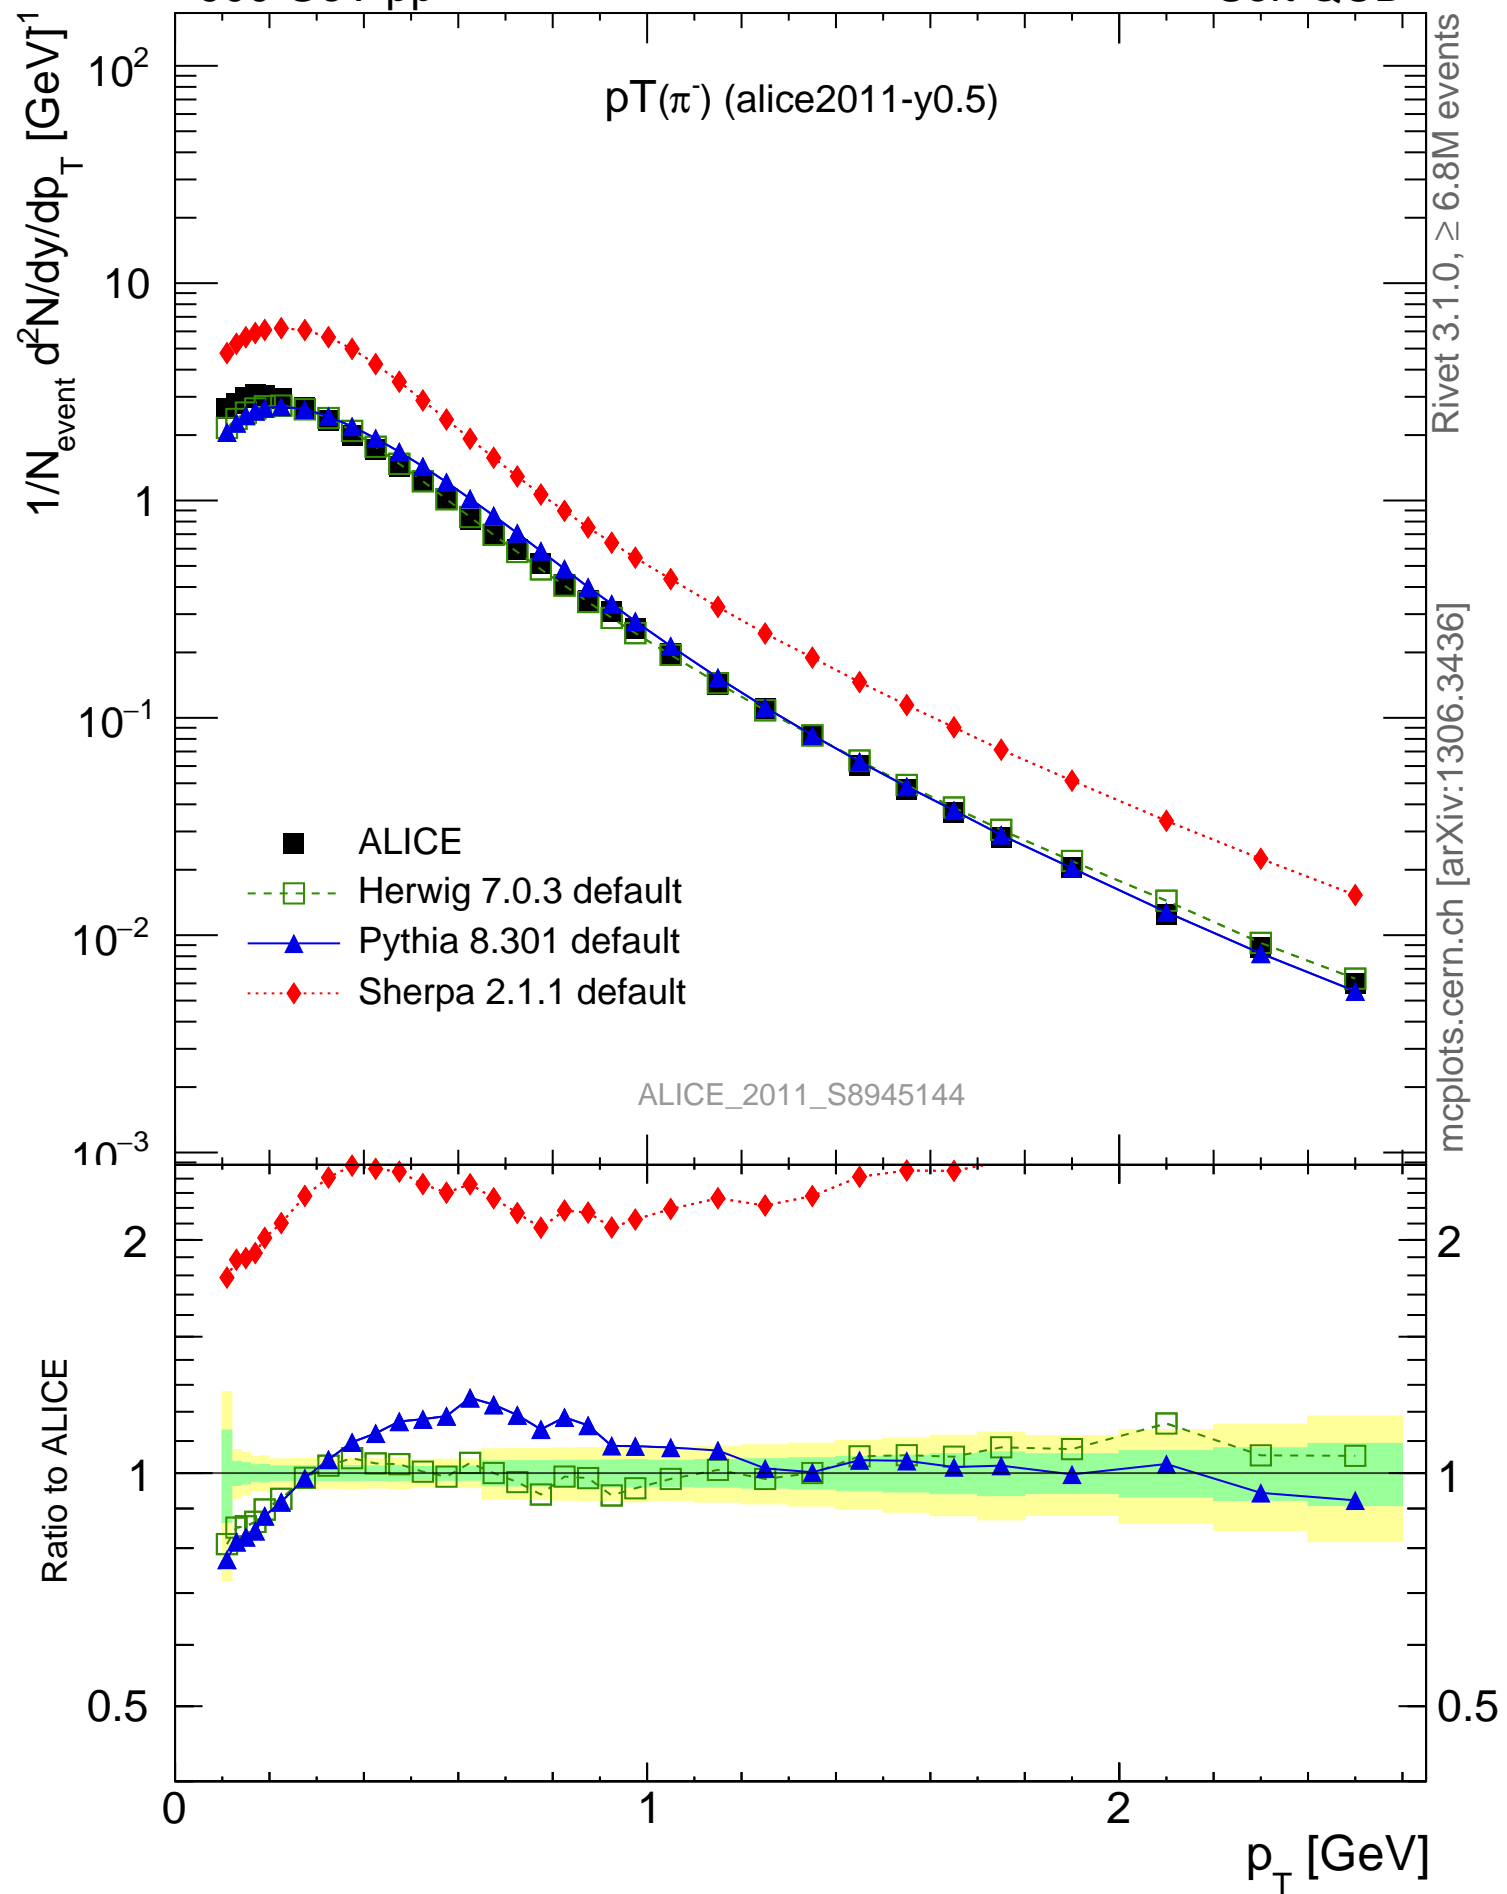 pT(π⁻) (alice2011-y0.5)
1/N_event d²N/dy/dp_T [GeV]⁻¹
10²
10
1
10⁻¹
10⁻²
10⁻³
ALICE
Herwig 7.0.3 default
Pythia 8.301 default
Sherpa 2.1.1 default
ALICE_2011_S8945144
Rivet 3.1.0, ≥ 6.8M events
mcplots.cern.ch [arXiv:1306.3436]
Ratio to ALICE
2
1
0.5
2
1
0.5
0
1
2
p_T [GeV]